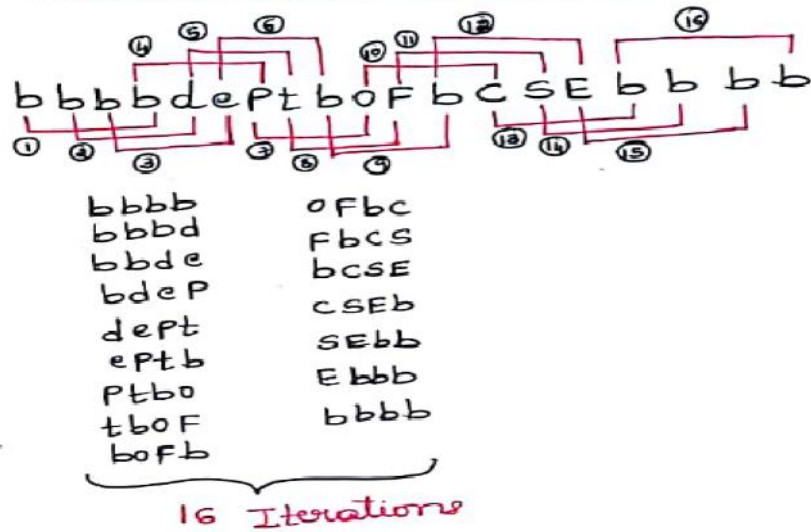 ④ ⑤ ⑥ ⑩ ⑪ ⑫ ⑯
b b b b d e P t b o F b C S E b b b b
① ② ③ ⑦ ⑧ ⑨ ⑬ ⑭ ⑮
bbbb oFbc
bbbd FbCS
bbde bCSE
bdeP CSEb
dePt SEbb
ePtb Ebbb
Ptbo bbbb
tboF
boFb
16 Iterations